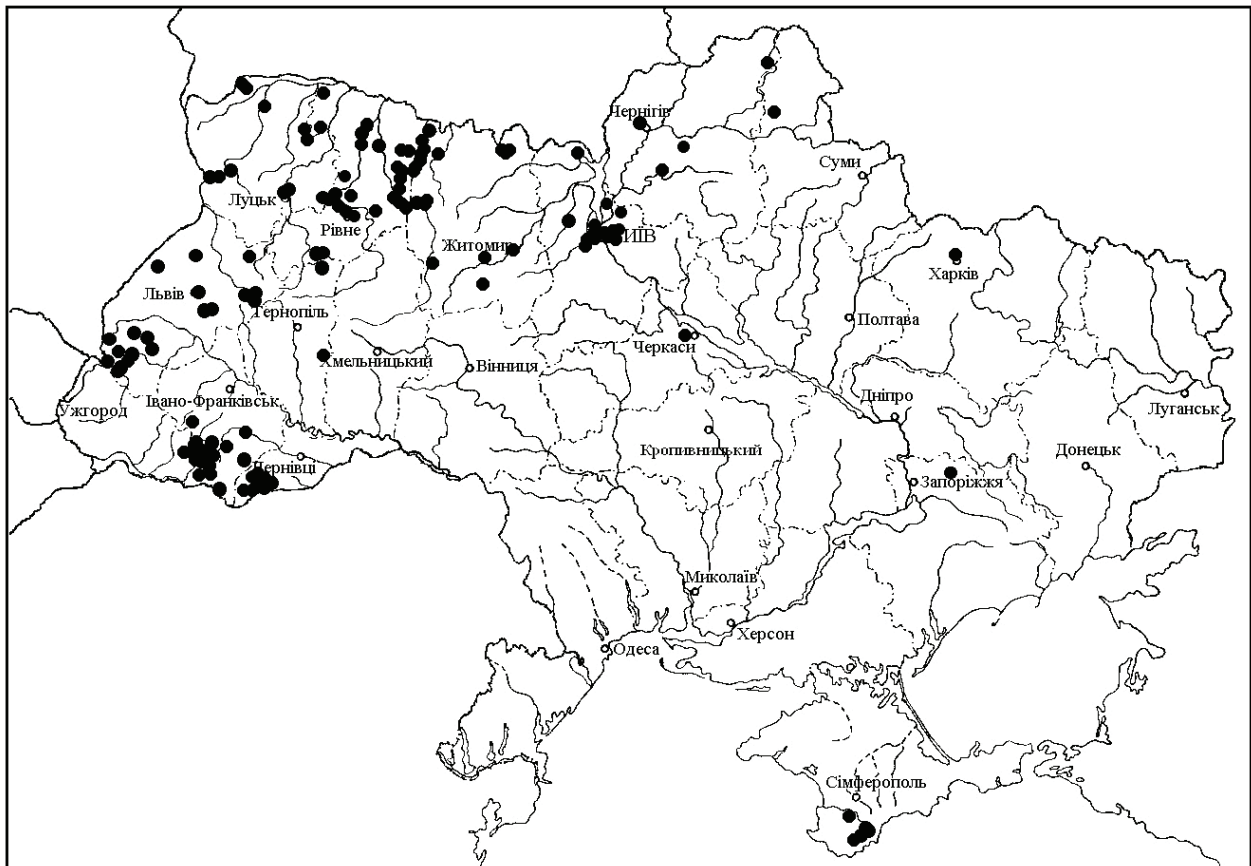 Чернігів
Суми
Луцьк
Рівне
Житомир
ИЇВ
Харків
Львів
Тернопіль
Полтава
Черкаси
Хмельницький
Вінниця
Ужгород
Івано-Франківськ
Дніпро
Луганськ
Кропивницький
Донецьк
Чернівці
Запоріжжя
Миколаїв
Херсон
Одеса
Сімферополь